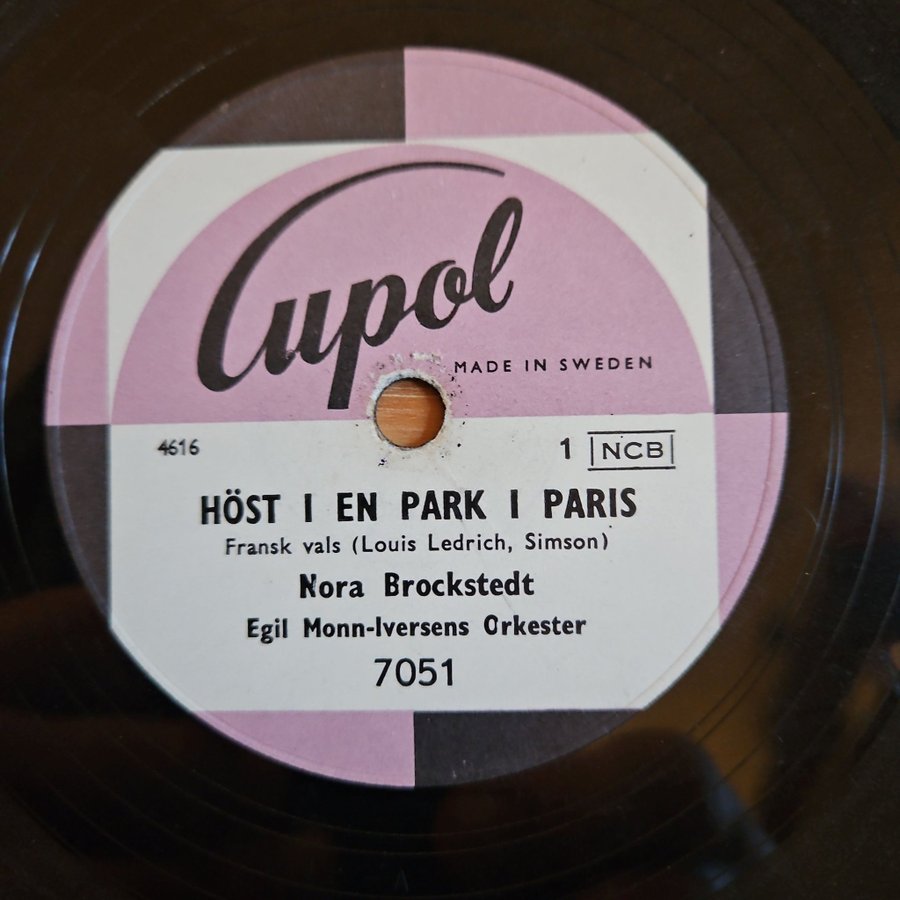 Cupol
MADE IN SWEDEN
4616 1 NCB
HÖST I EN PARK I PARIS
Fransk vals (Louis Ledrich, Simson)
Nora Brockstedt
Egil Monn-Iversens Orkester
7051